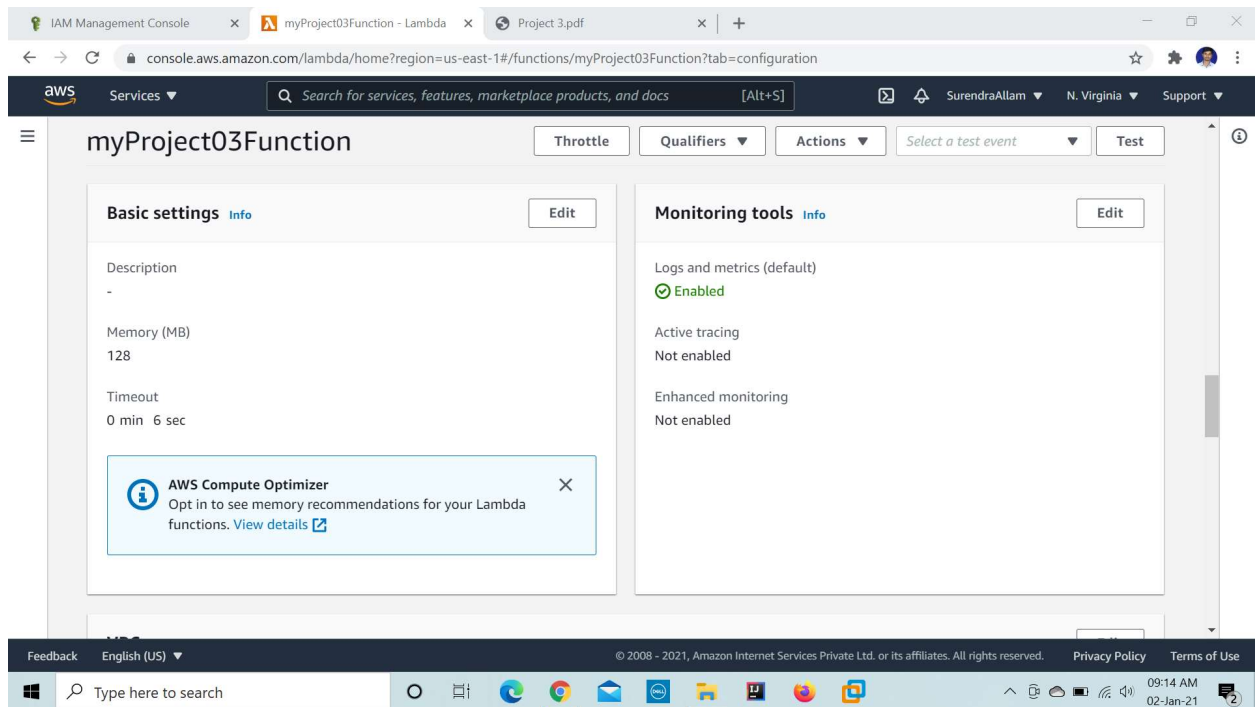 IAM Management Console
myProject03Function - Lambda
Project 3.pdf
console.aws.amazon.com/lambda/home?region=us-east-1#/functions/myProject03Function?tab=configuration
aws Services ▼ Search for services, features, marketplace products, and docs [Alt+S] SurendraAllam ▼ N. Virginia ▼ Support ▼
myProject03Function Throttle Qualifiers ▼ Actions ▼ Select a test event ▼ Test
Basic settings Info Edit
Description
-
Memory (MB)
128
Timeout
0 min 6 sec
AWS Compute Optimizer
Opt in to see memory recommendations for your Lambda
functions. View details
Monitoring tools Info Edit
Logs and metrics (default)
Enabled
Active tracing
Not enabled
Enhanced monitoring
Not enabled
Feedback English (US) ▼ © 2008 - 2021, Amazon Internet Services Private Ltd. or its affiliates. All rights reserved. Privacy Policy Terms of Use
Type here to search
09:14 AM
02-Jan-21
2